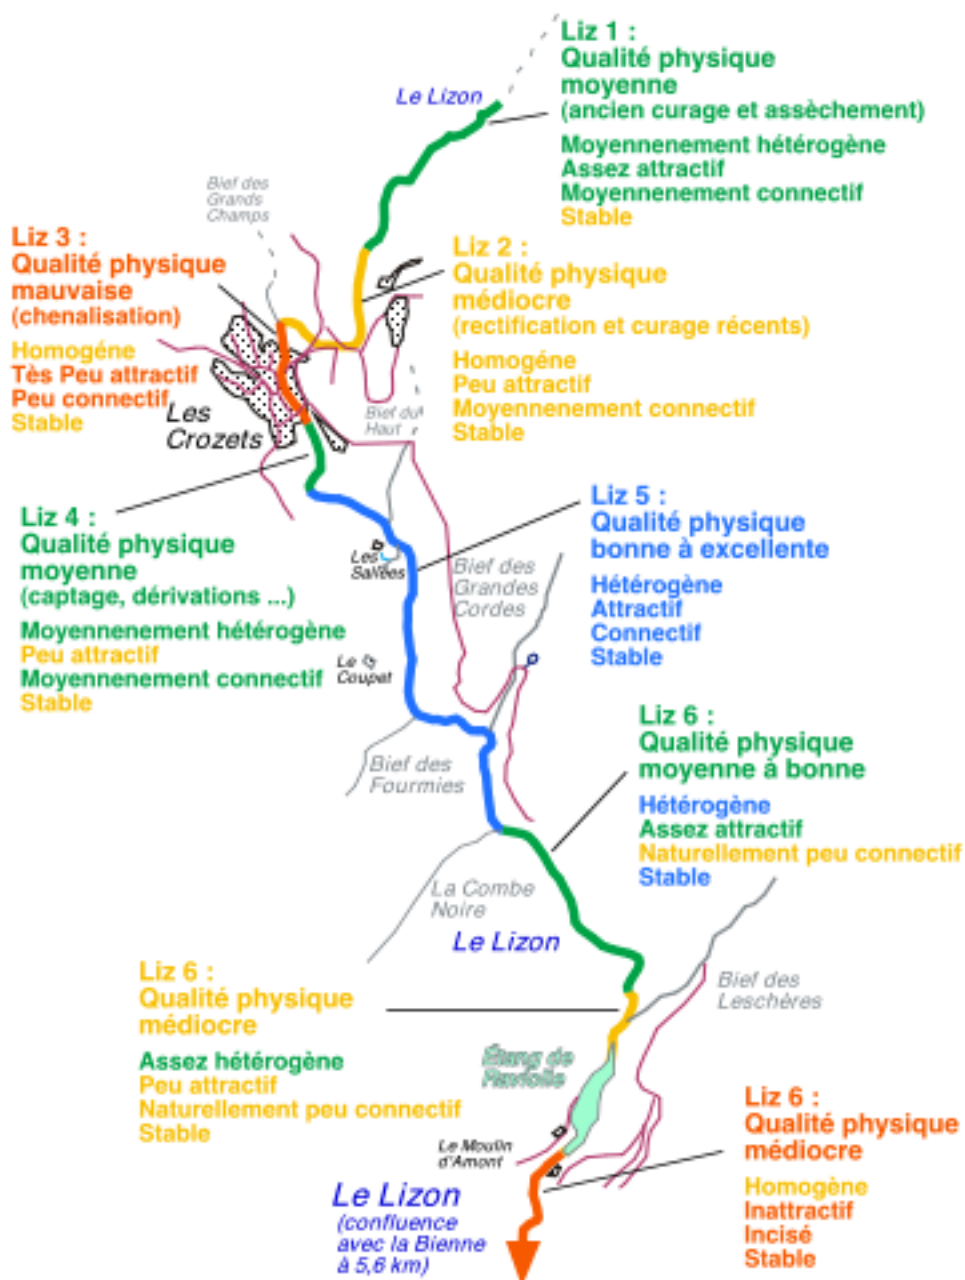 Liz 1 :
Qualité physique
moyenne
(ancien curage et assèchement)
Moyennenement hétérogène
Assez attractif
Moyennenement connectif
Stable
Le Lizon
Bief des
Grands
Champs
Liz 3 :
Qualité physique
mauvaise
(chenalisation)
Homogéne
Tès Peu attractif
Peu connectif
Stable
Liz 2 :
Qualité physique
médiocre
(rectification et curage récents)
Homogéne
Peu attractif
Moyennenement connectif
Stable
Les
Crozets
Bief du
Haut
Liz 4 :
Qualité physique
moyenne
(captage, dérivations ...)
Moyennenement hétérogène
Peu attractif
Moyennenement connectif
Stable
Liz 5 :
Qualité physique
bonne à excellente
Hétérogène
Attractif
Connectif
Stable
Les
Salfées
Bief des
Grandes
Cordes
Le
Coupet
Bief des
Fourmies
Liz 6 :
Qualité physique
moyenne à bonne
Hétérogène
Assez attractif
Naturellement peu connectif
Stable
La Combe
Noire
Le Lizon
Bief des
Leschères
Liz 6 :
Qualité physique
médiocre
Assez hétérogène
Peu attractif
Naturellement peu connectif
Stable
Étang de
Ravioile
Le Moulin
d'Amont
Le Lizon
(confluence
avec la Bienne
à 5,6 km)
Liz 6 :
Qualité physique
médiocre
Homogène
Inattractif
Incisé
Stable